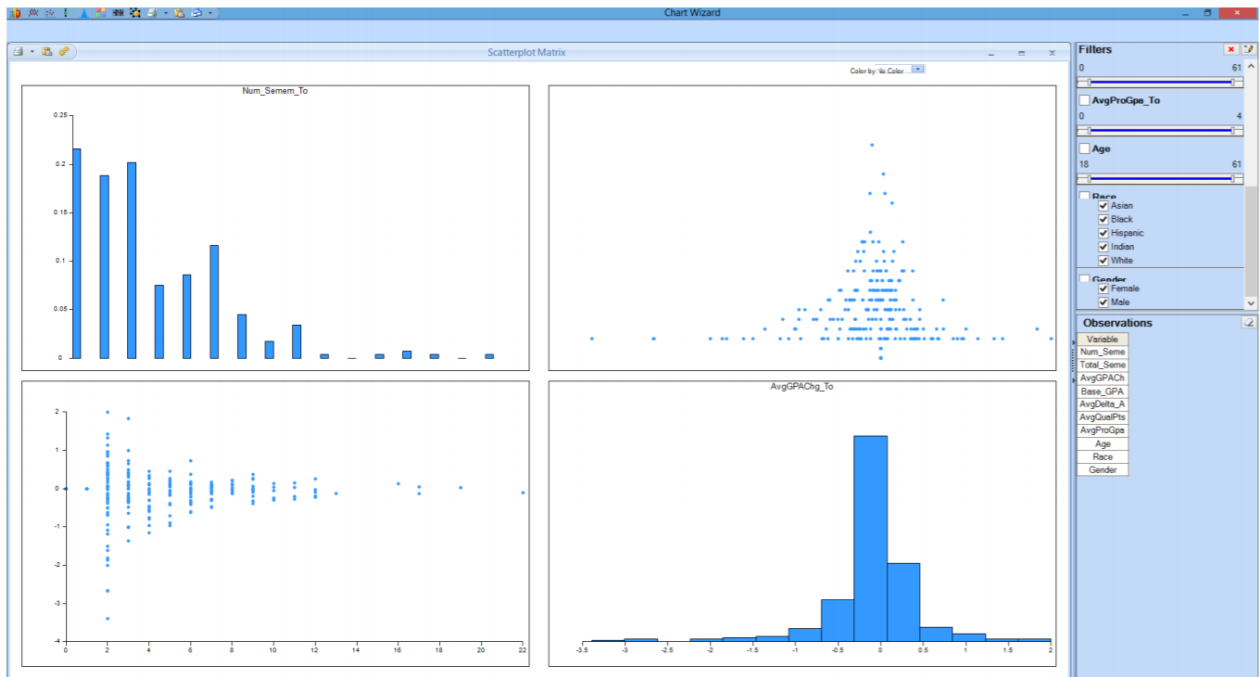 Chart Wizard
Scatterplot Matrix
Color by: No Color...
Num_Semem_To
0.25
0.2
0.15
0.1
0.05
0
2
1
0
-1
-2
-3
-4
0 2 4 6 8 10 12 14 16 18 20 22
AvgGPAChg_To
-3.5 -3 -2.5 -2 -1.5 -1 -0.5 0 0.5 1 1.5 2
Filters
0 61
AvgProGpa_To
0 4
Age
18 61
Race
Asian
Black
Hispanic
Indian
White
Gender
Female
Male
Observations
Variable
Num_Seme
Total_Seme
AvgGPACh
Base_GPA
AvgDelta_A
AvgQualPts
AvgProGpa
Age
Race
Gender